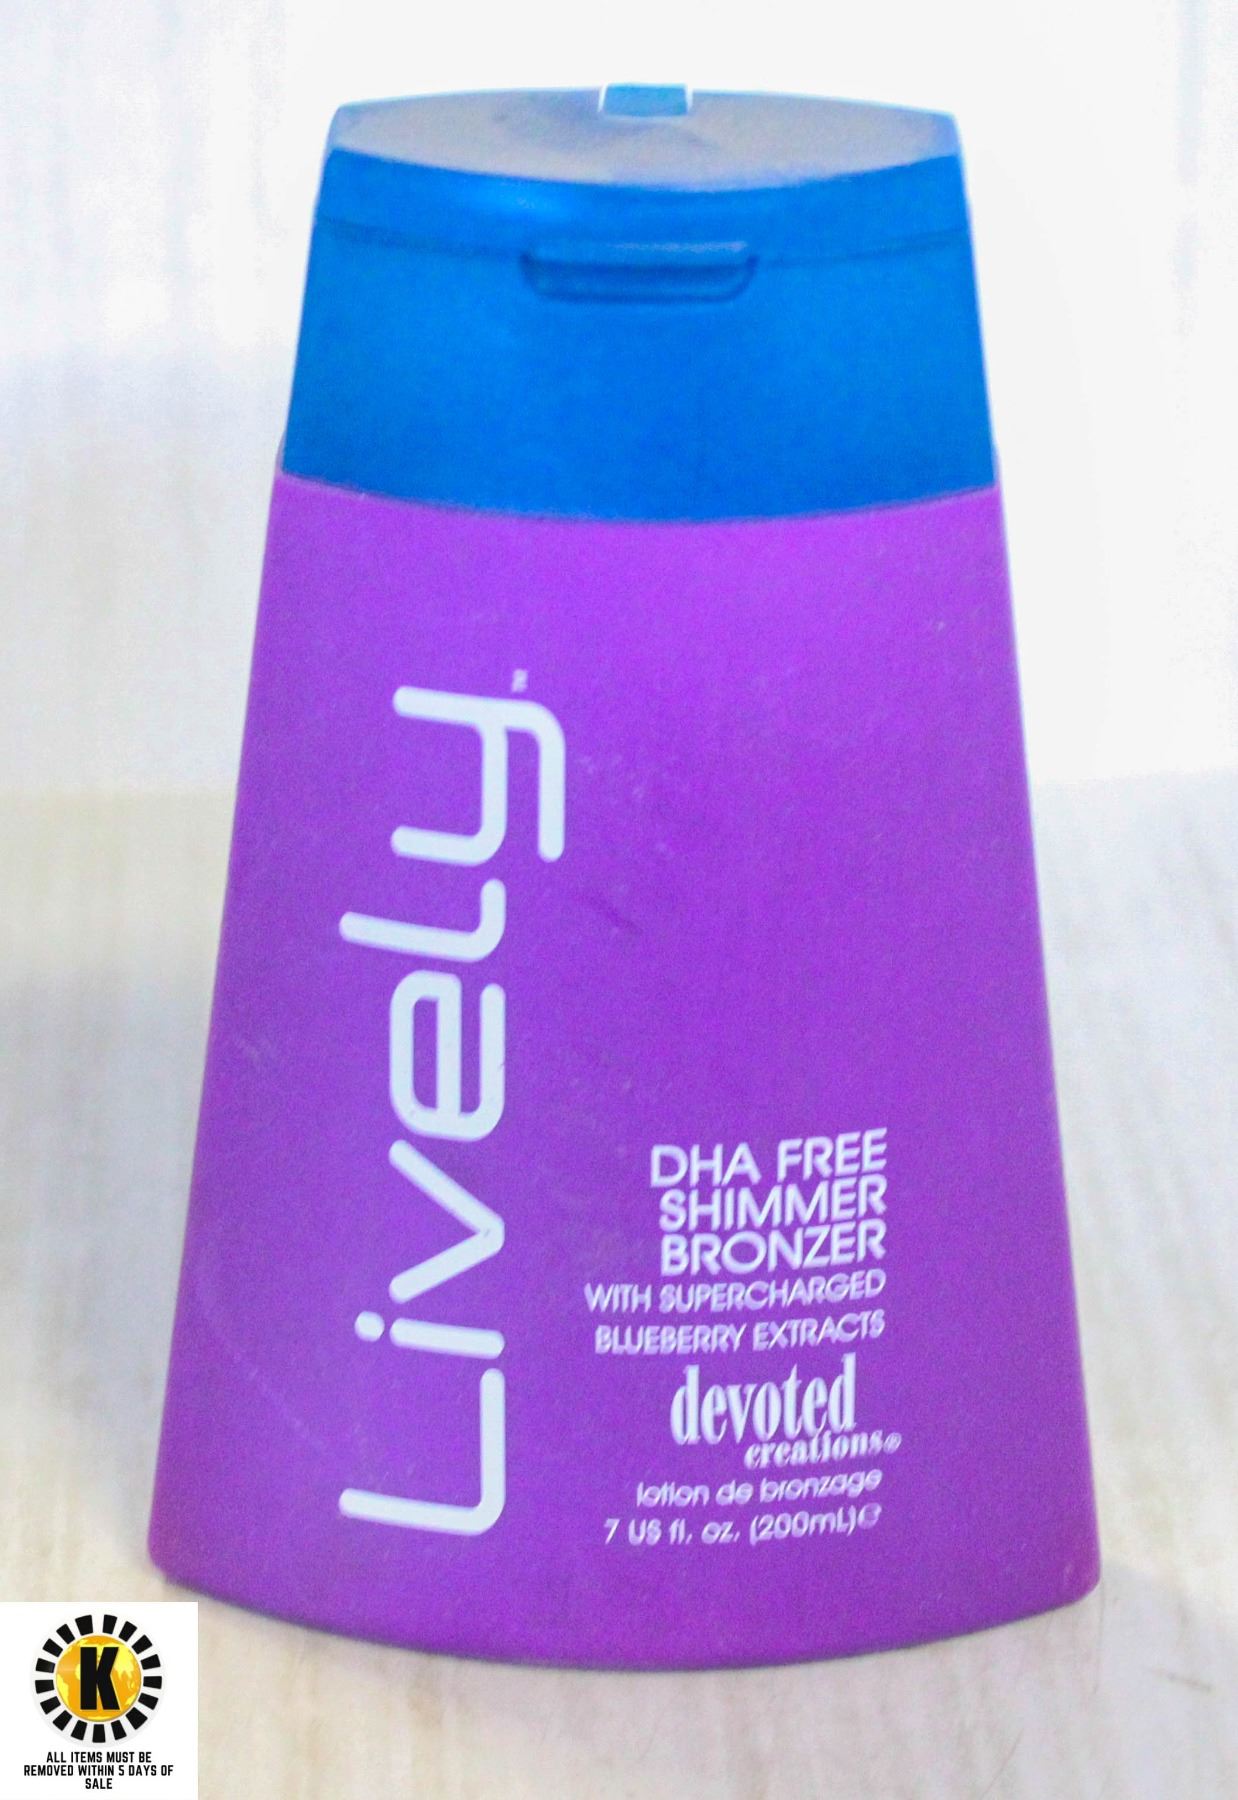 Lively™
DHA FREE
SHIMMER
BRONZER
WITH SUPERCHARGED
BLUEBERRY EXTRACTS
devoted
creations®
lotion de bronzage
7 US fl. oz. (200mL)℮
K
ALL ITEMS MUST BE
REMOVED WITHIN 5 DAYS OF
SALE